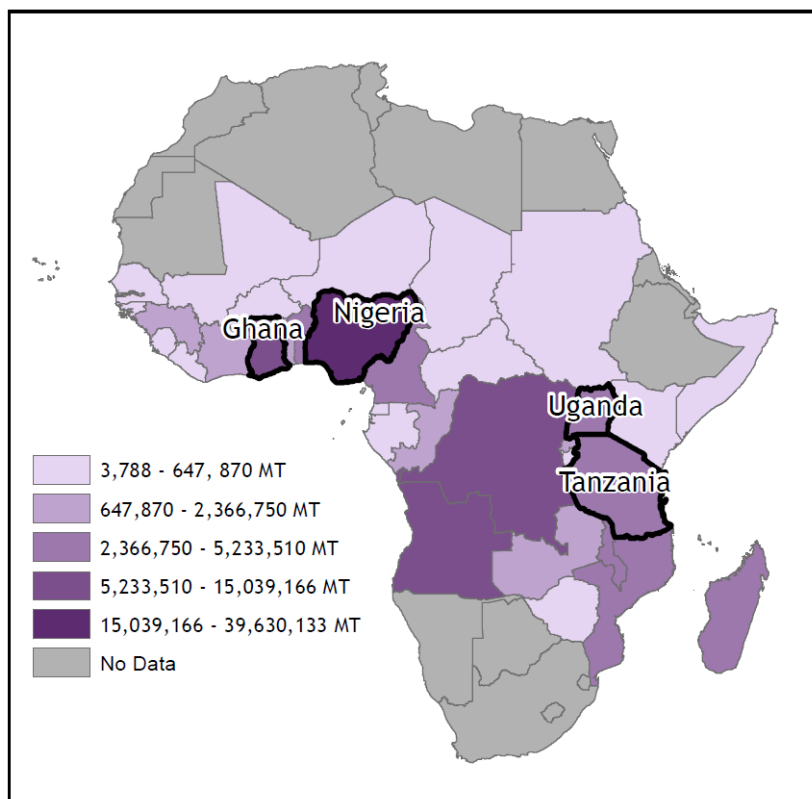 Ghana
Nigeria
Uganda
Tanzania
3,788 - 647, 870 MT
647,870 - 2,366,750 MT
2,366,750 - 5,233,510 MT
5,233,510 - 15,039,166 MT
15,039,166 - 39,630,133 MT
No Data